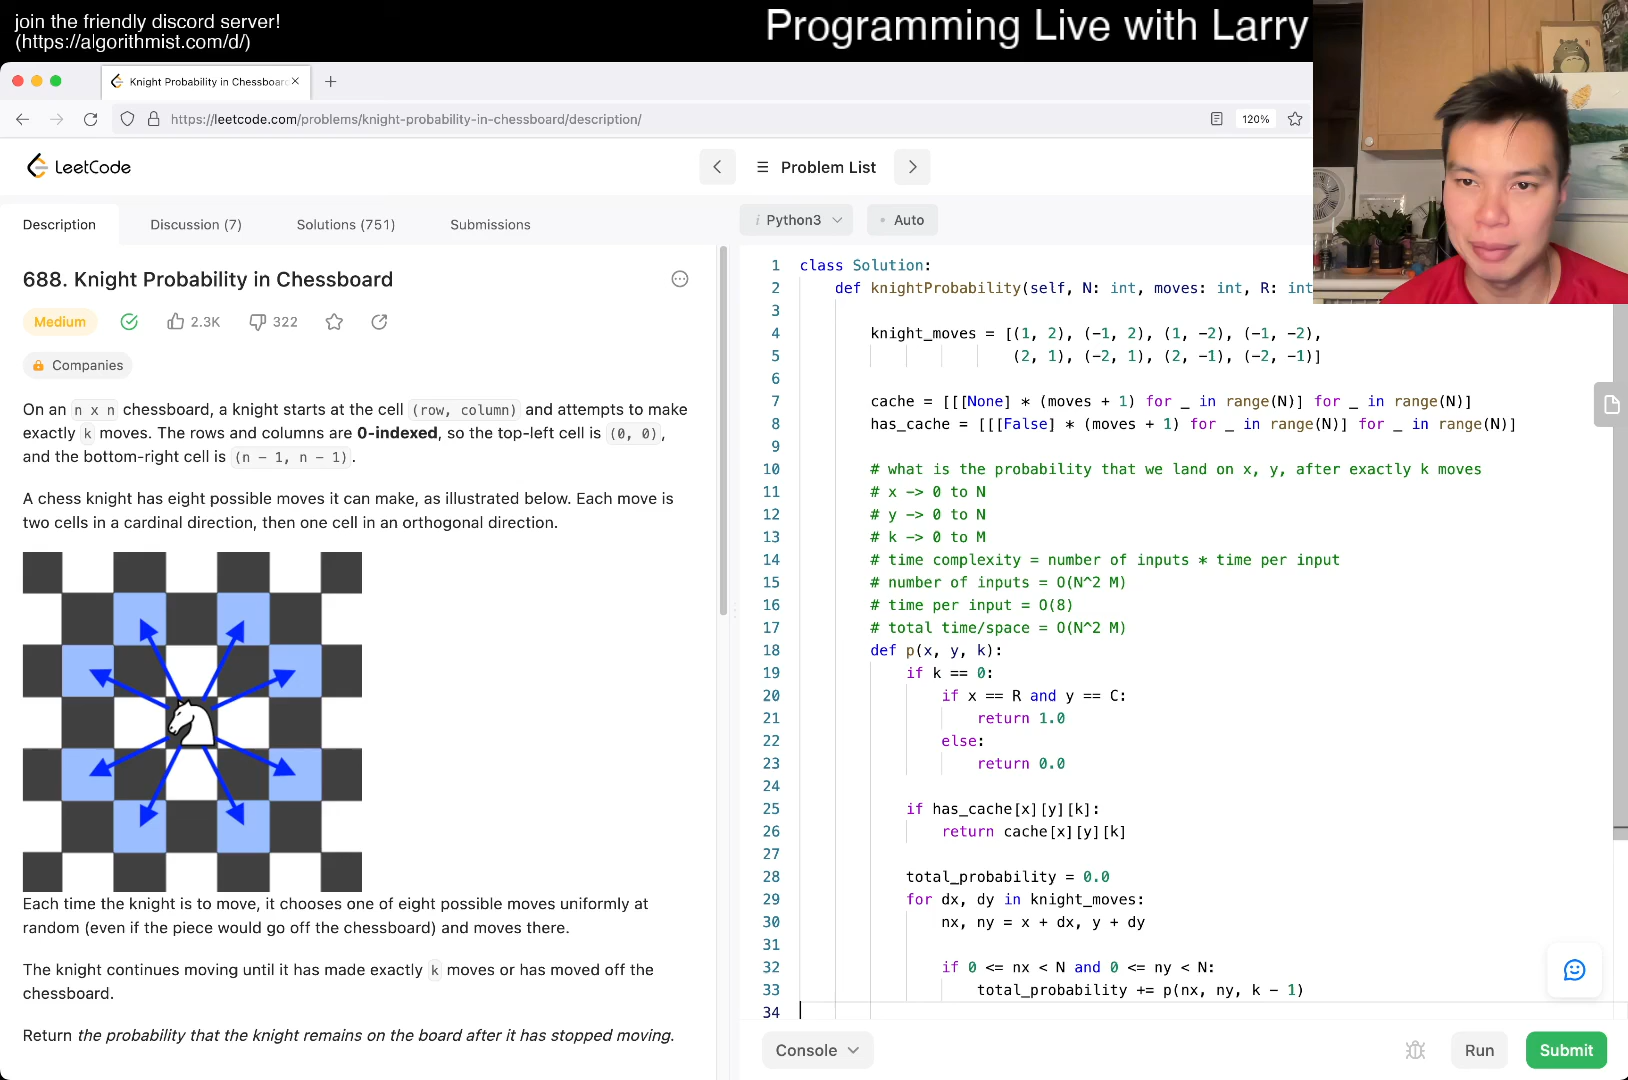 join the friendly discord server!
(https://algorithmist.com/d/)
Programming Live with Larry
Knight Probability in Chessboar
https://leetcode.com/problems/knight-probability-in-chessboard/description/
120%
LeetCode
Problem List
Description
Discussion (7)
Solutions (751)
Submissions
i Python3
Auto
688. Knight Probability in Chessboard
Medium
2.3K
322
Companies
On an n x n chessboard, a knight starts at the cell (row, column) and attempts to make
exactly k moves. The rows and columns are 0-indexed, so the top-left cell is (0, 0),
and the bottom-right cell is (n - 1, n - 1).
A chess knight has eight possible moves it can make, as illustrated below. Each move is
two cells in a cardinal direction, then one cell in an orthogonal direction.
Each time the knight is to move, it chooses one of eight possible moves uniformly at
random (even if the piece would go off the chessboard) and moves there.
The knight continues moving until it has made exactly k moves or has moved off the
chessboard.
Return the probability that the knight remains on the board after it has stopped moving.
1 class Solution:
2 def knightProbability(self, N: int, moves: int, R: int
3
4 knight_moves = [(1, 2), (-1, 2), (1, -2), (-1, -2),
5 (2, 1), (-2, 1), (2, -1), (-2, -1)]
6
7 cache = [[[None] * (moves + 1) for _ in range(N)] for _ in range(N)]
8 has_cache = [[[False] * (moves + 1) for _ in range(N)] for _ in range(N)]
9
10 # what is the probability that we land on x, y, after exactly k moves
11 # x -> 0 to N
12 # y -> 0 to N
13 # k -> 0 to M
14 # time complexity = number of inputs * time per input
15 # number of inputs = O(N^2 M)
16 # time per input = O(8)
17 # total time/space = O(N^2 M)
18 def p(x, y, k):
19 if k == 0:
20 if x == R and y == C:
21 return 1.0
22 else:
23 return 0.0
24
25 if has_cache[x][y][k]:
26 return cache[x][y][k]
27
28 total_probability = 0.0
29 for dx, dy in knight_moves:
30 nx, ny = x + dx, y + dy
31
32 if 0 <= nx < N and 0 <= ny < N:
33 total_probability += p(nx, ny, k - 1)
34
Console
Run
Submit